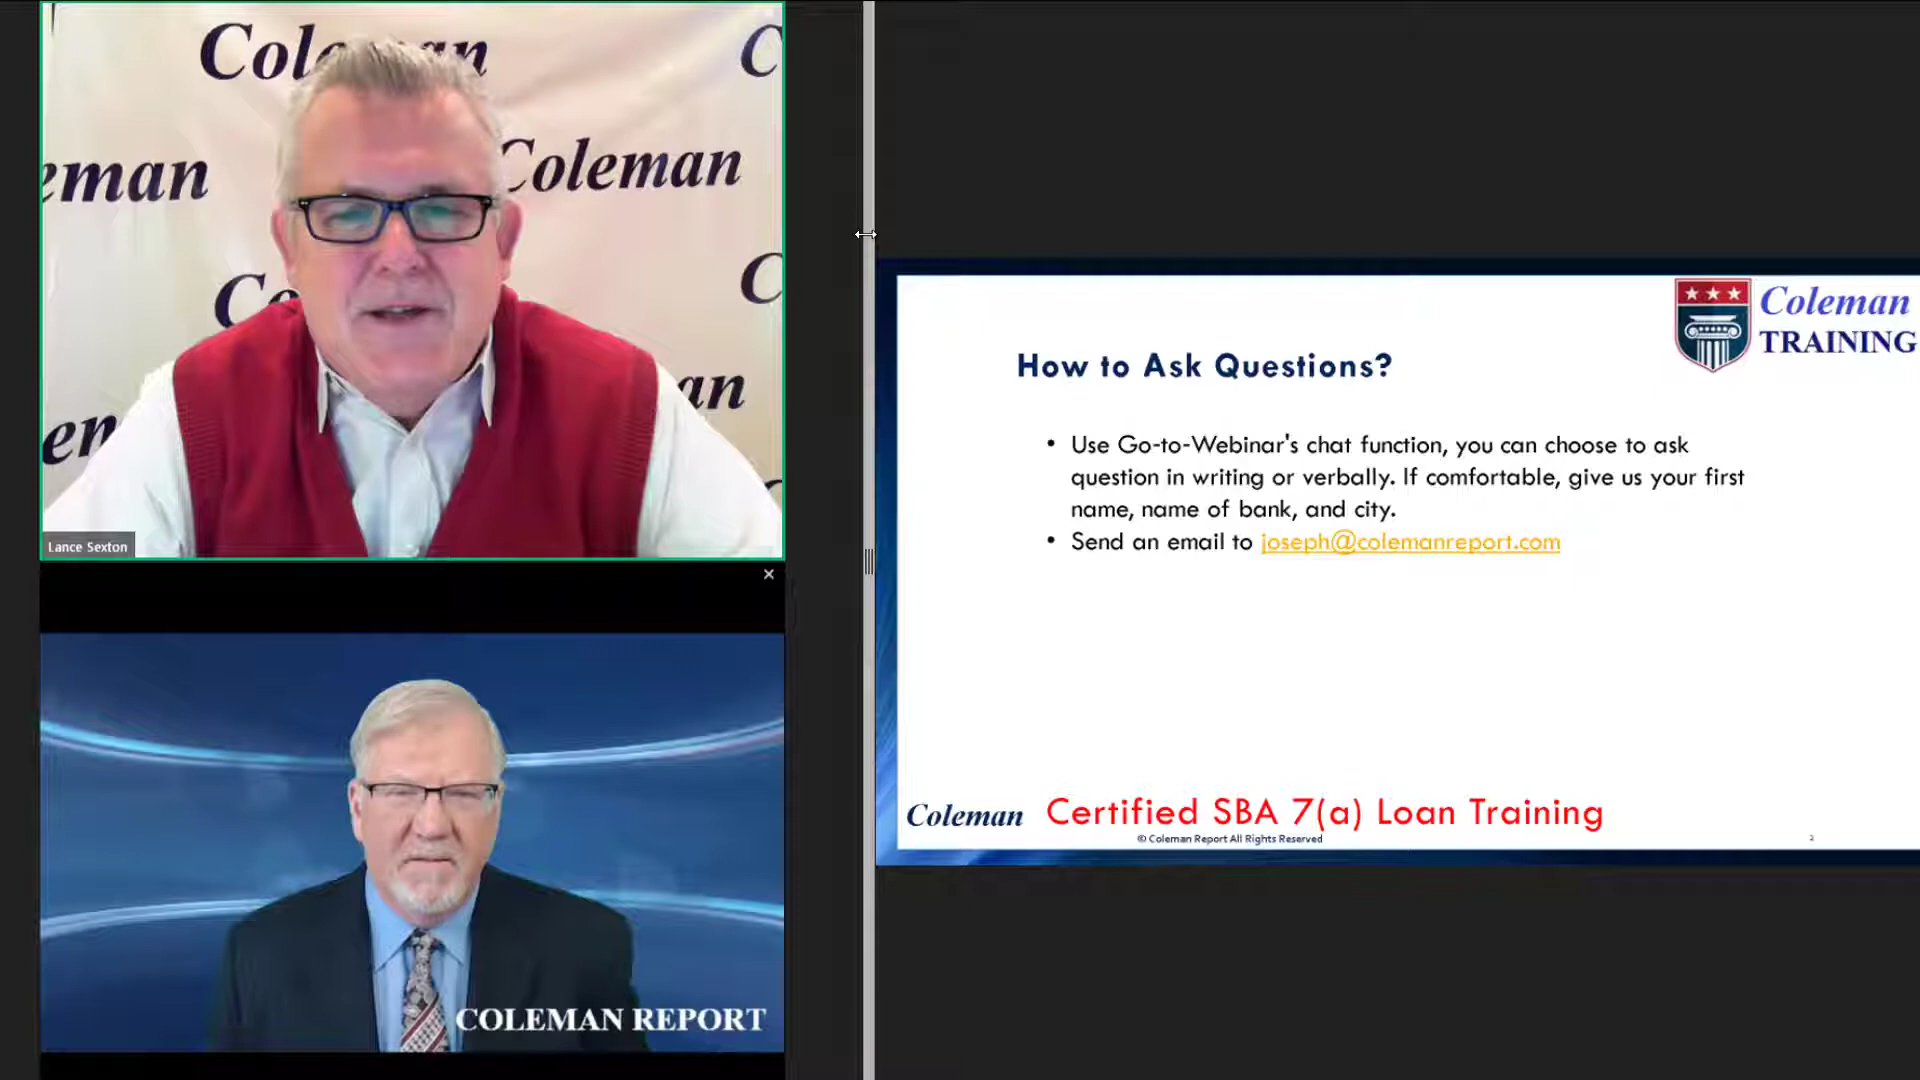 Coleman
C
eman
Coleman
C
Co
an
en
Lance Sexton
COLEMAN REPORT
Coleman
TRAINING
How to Ask Questions?
• Use Go-to-Webinar's chat function, you can choose to ask
question in writing or verbally. If comfortable, give us your first
name, name of bank, and city.
• Send an email to joseph@colemanreport.com
Coleman
Certified SBA 7(a) Loan Training
© Coleman Report All Rights Reserved
2